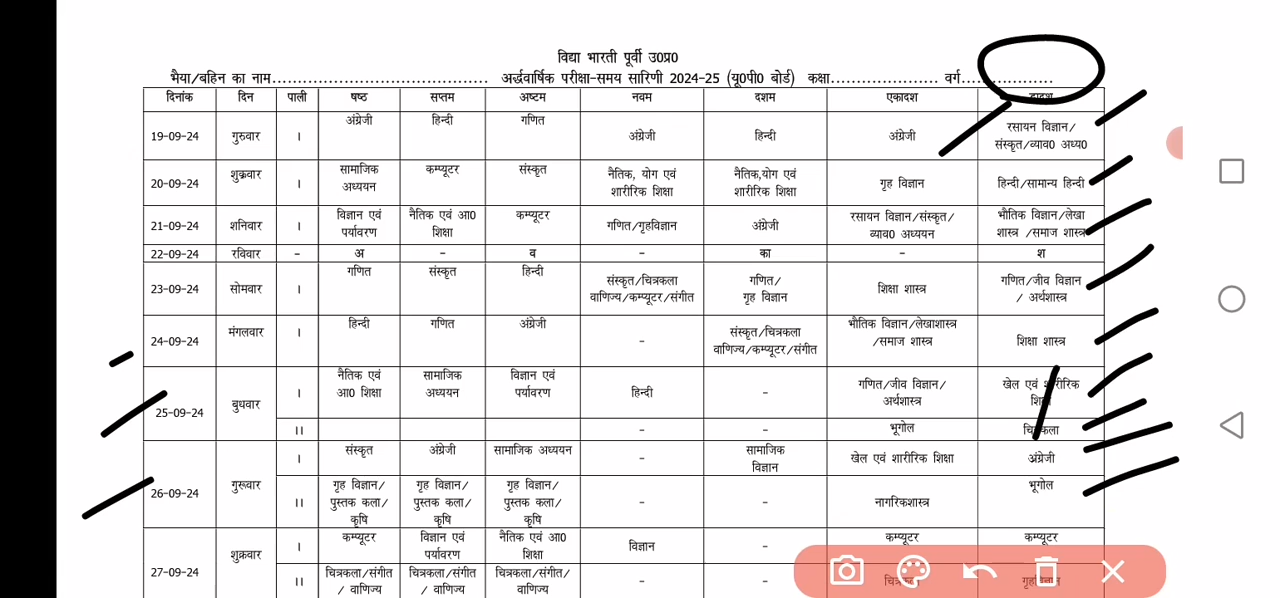 विद्या भारती पूर्वी उ0प्र0
भैया/बहिन का नाम........................................ अर्द्धवार्षिक परीक्षा-समय सारिणी 2024-25 (यू0पी0 बोर्ड) कक्षा.................... वर्ग.................
दिनांक दिन पाली षष्ठ सप्तम अष्टम नवम दशम एकादश द्वादश
19-09-24 गुरुवार I अंग्रेजी हिन्दी गणित अंग्रेजी हिन्दी अंग्रेजी रसायन विज्ञान/
संस्कृत/व्याव0 अध्य0
20-09-24 शुक्रवार I सामाजिक अध्ययन कम्प्यूटर संस्कृत नैतिक, योग एवं शारीरिक शिक्षा नैतिक,योग एवं शारीरिक शिक्षा गृह विज्ञान हिन्दी/सामान्य हिन्दी
21-09-24 शनिवार I विज्ञान एवं पर्यावरण नैतिक एवं आ0 शिक्षा कम्प्यूटर गणित/गृहविज्ञान अंग्रेजी रसायन विज्ञान/संस्कृत/ व्याव0 अध्ययन भौतिक विज्ञान/लेखा शास्त्र /समाज शास्त्र
22-09-24 रविवार - अ - व - का - श
23-09-24 सोमवार I गणित संस्कृत हिन्दी संस्कृत/चित्रकला वाणिज्य/कम्प्यूटर/संगीत गणित/ गृह विज्ञान शिक्षा शास्त्र गणित/जीव विज्ञान / अर्थशास्त्र
24-09-24 मंगलवार I हिन्दी गणित अंग्रेजी - संस्कृत/चित्रकला वाणिज्य/कम्प्यूटर/संगीत भौतिक विज्ञान/लेखाशास्त्र /समाज शास्त्र शिक्षा शास्त्र
25-09-24 बुधवार I नैतिक एवं आ0 शिक्षा सामाजिक अध्ययन विज्ञान एवं पर्यावरण हिन्दी - गणित/जीव विज्ञान/ अर्थशास्त्र खेल एवं शारीरिक शिक्षा
II - - भूगोल चित्रकला
26-09-24 गुरूवार I संस्कृत अंग्रेजी सामाजिक अध्ययन - सामाजिक विज्ञान खेल एवं शारीरिक शिक्षा अंग्रेजी
II गृह विज्ञान/ पुस्तक कला/ कृषि गृह विज्ञान/ पुस्तक कला/ कृषि गृह विज्ञान/ पुस्तक कला/ कृषि - - नागरिकशास्त्र भूगोल
27-09-24 शुक्रवार I कम्प्यूटर विज्ञान एवं पर्यावरण नैतिक एवं आ0 शिक्षा विज्ञान - कम्प्यूटर कम्प्यूटर
II चित्रकला/संगीत / वाणिज्य चित्रकला/संगीत / वाणिज्य चित्रकला/संगीत/ वाणिज्य - - चित्रकला गृहविज्ञान